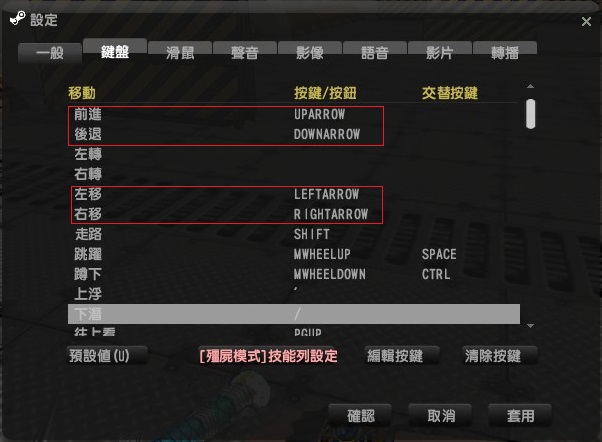 設定
一般 鍵盤 滑鼠 聲音 影像 語音 影片 轉播
移動 按鍵/按鈕 交替按鍵
前進 UPARROW
後退 DOWNARROW
左轉
右轉
左移 LEFTARROW
右移 RIGHTARROW
走路 SHIFT
跳躍 MWHEELUP SPACE
蹲下 MWHEELDOWN CTRL
上浮 '
下潛 /
往上看 PGUP
預設值(U) [殭屍模式]技能列設定 編輯按鍵 清除按鍵
確認 取消 套用